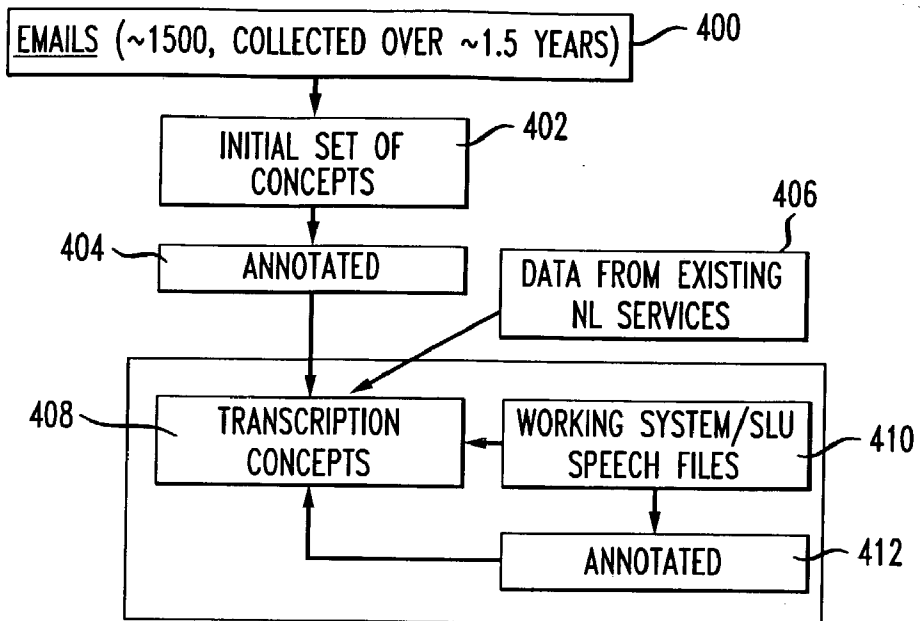 EMAILS (~1500, COLLECTED OVER ~1.5 YEARS)
400
INITIAL SET OF
CONCEPTS
402
404
ANNOTATED
406
DATA FROM EXISTING
NL SERVICES
408
TRANSCRIPTION
CONCEPTS
WORKING SYSTEM/SLU
SPEECH FILES
410
ANNOTATED
412